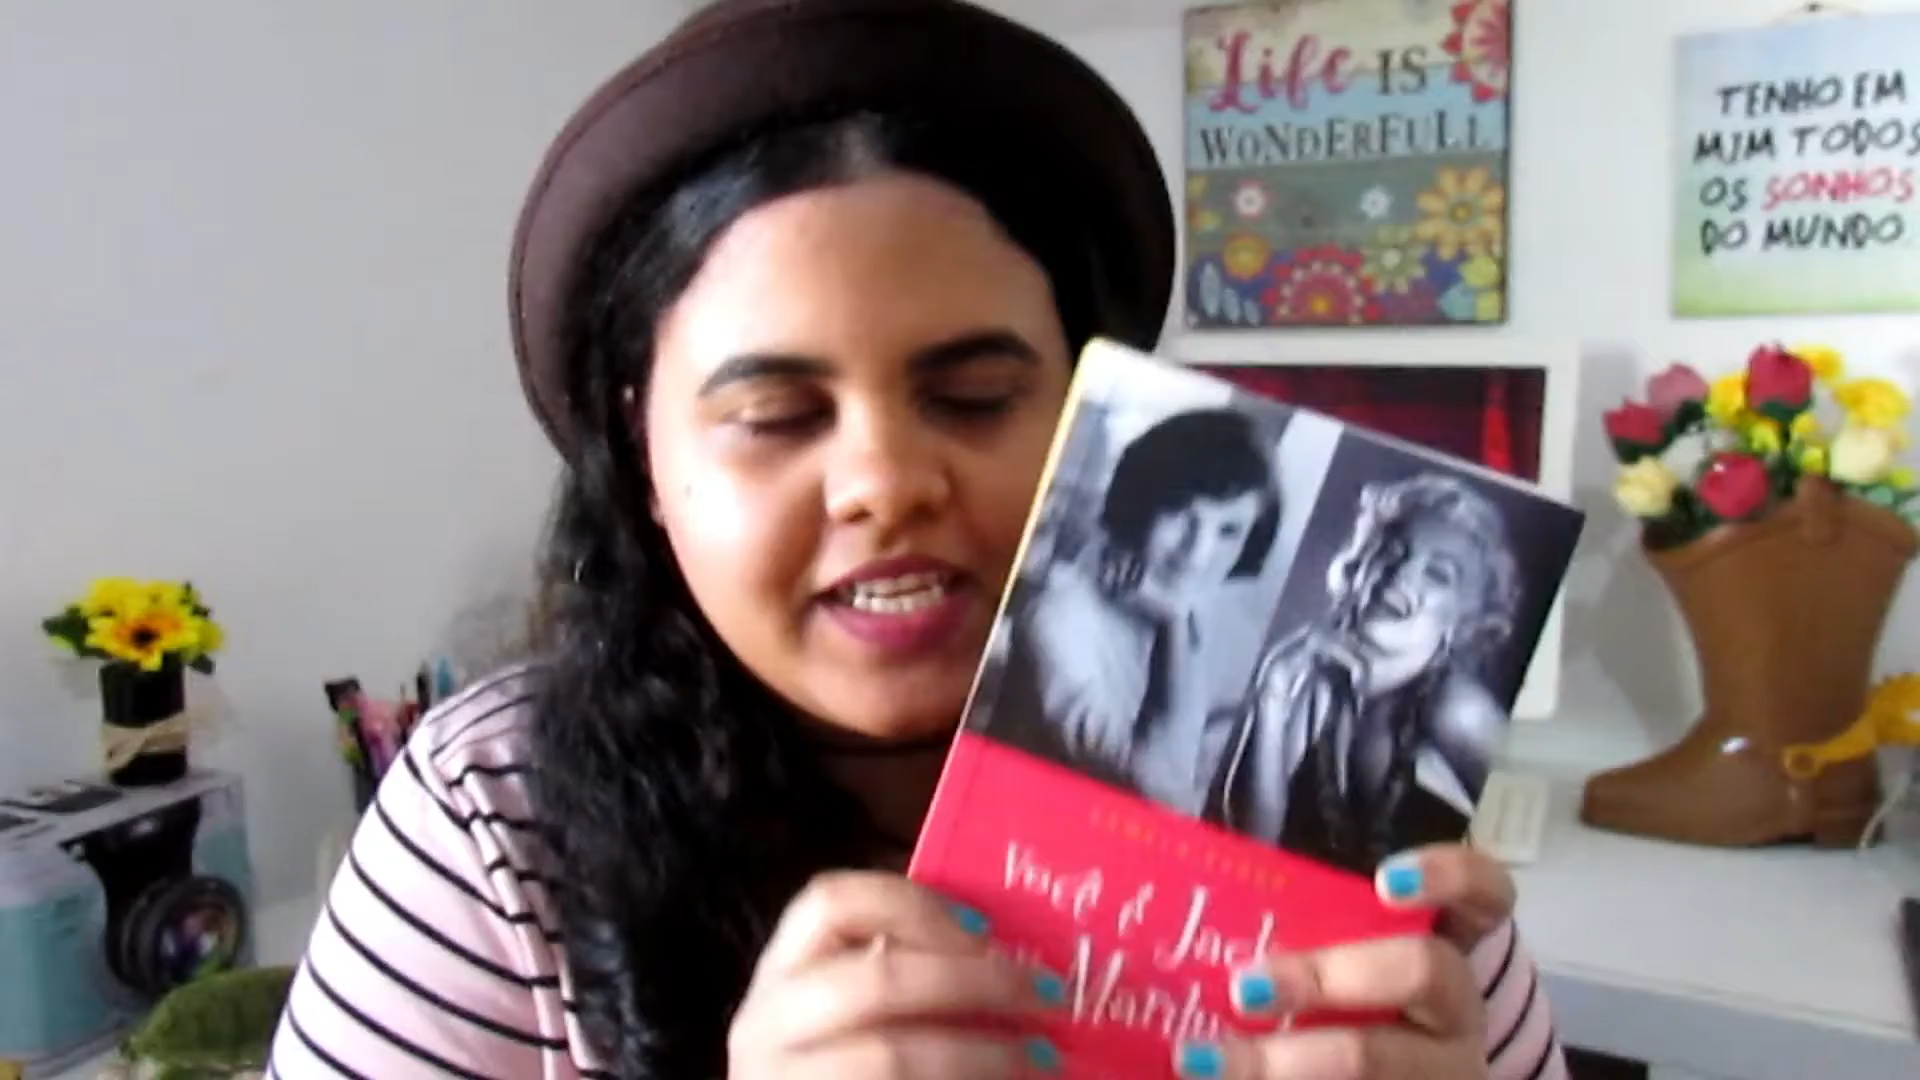 Life IS
WONDERFULL
TENHO EM
MIM TODOS
OS SONHOS
DO MUNDO
Você é Jack